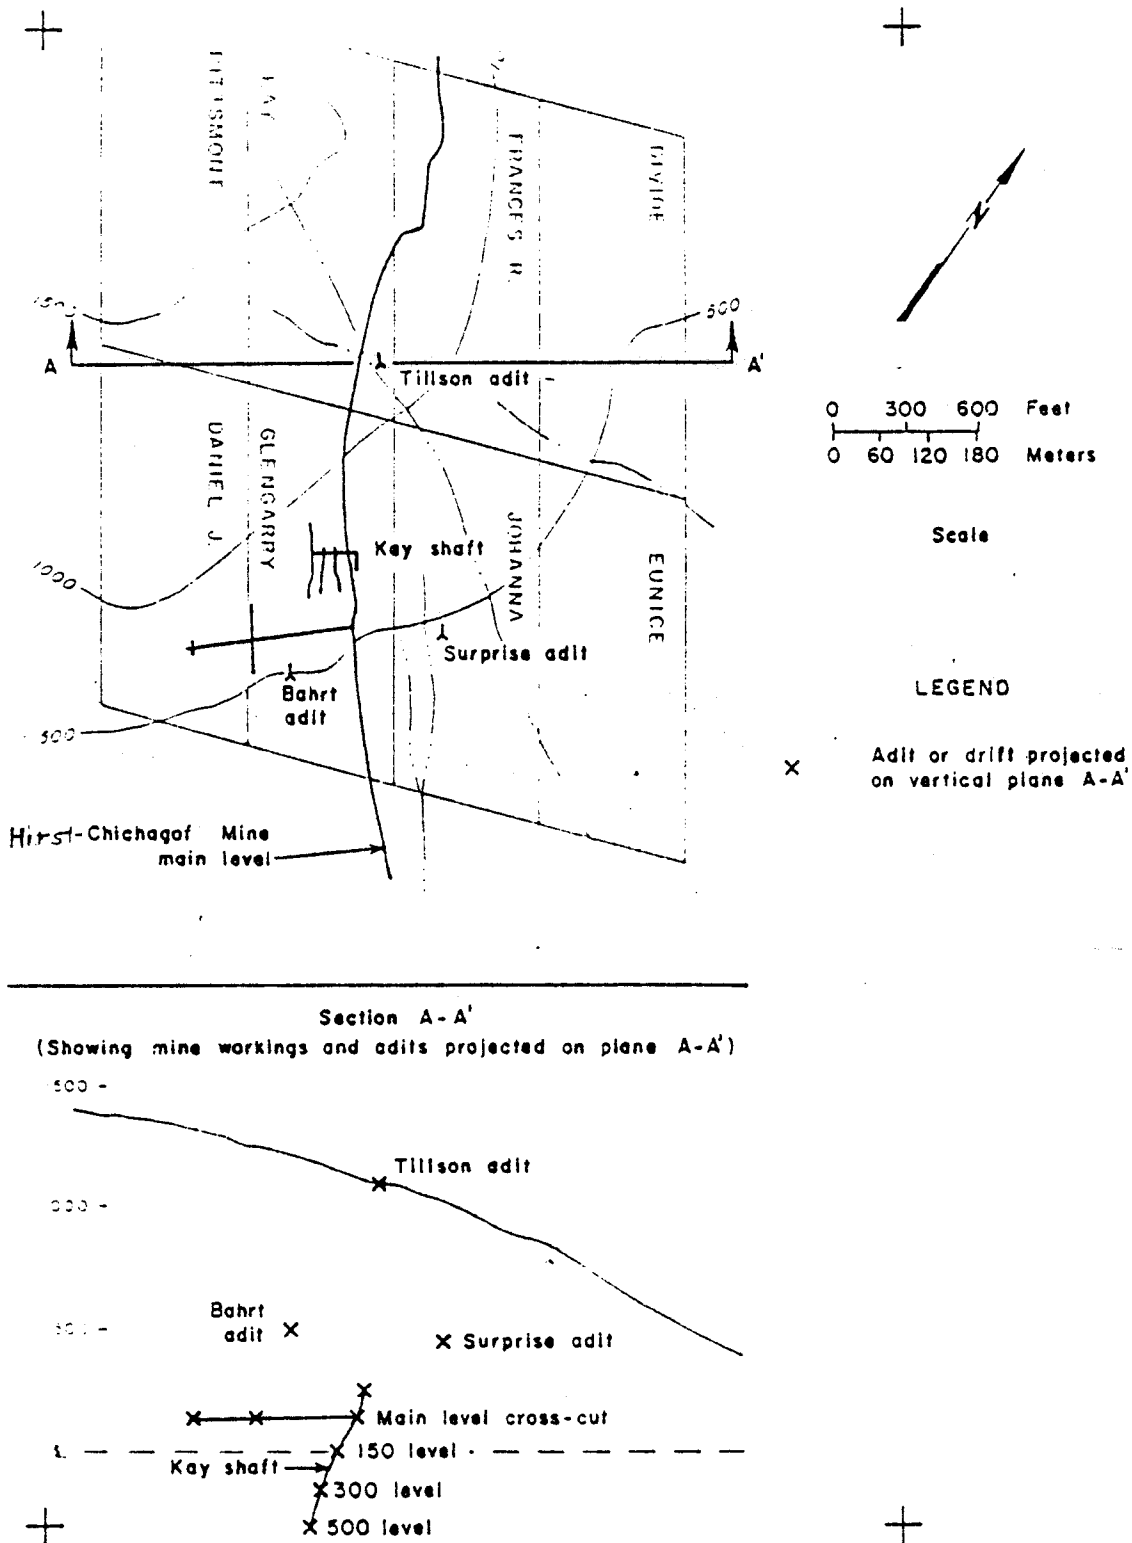 FRANCES R.
DIVIDE
N
500
A
A'
Tillson adit
0 300 600 Feet
0 60 120 180 Meters
Scale
DANIEL J.
GLENGARRY
Kay shaft
JOHANNA
EUNICE
1000
Surprise adit
Bahrt
adit
500
LEGEND
× Adit or drift projected
on vertical plane A-A'
Hirst-Chichagof Mine
main level
Section A-A'
(Showing mine workings and adits projected on plane A-A')
Tillson adit
Bahrt
adit
Surprise adit
Main level cross-cut
150 level
Kay shaft
300 level
500 level